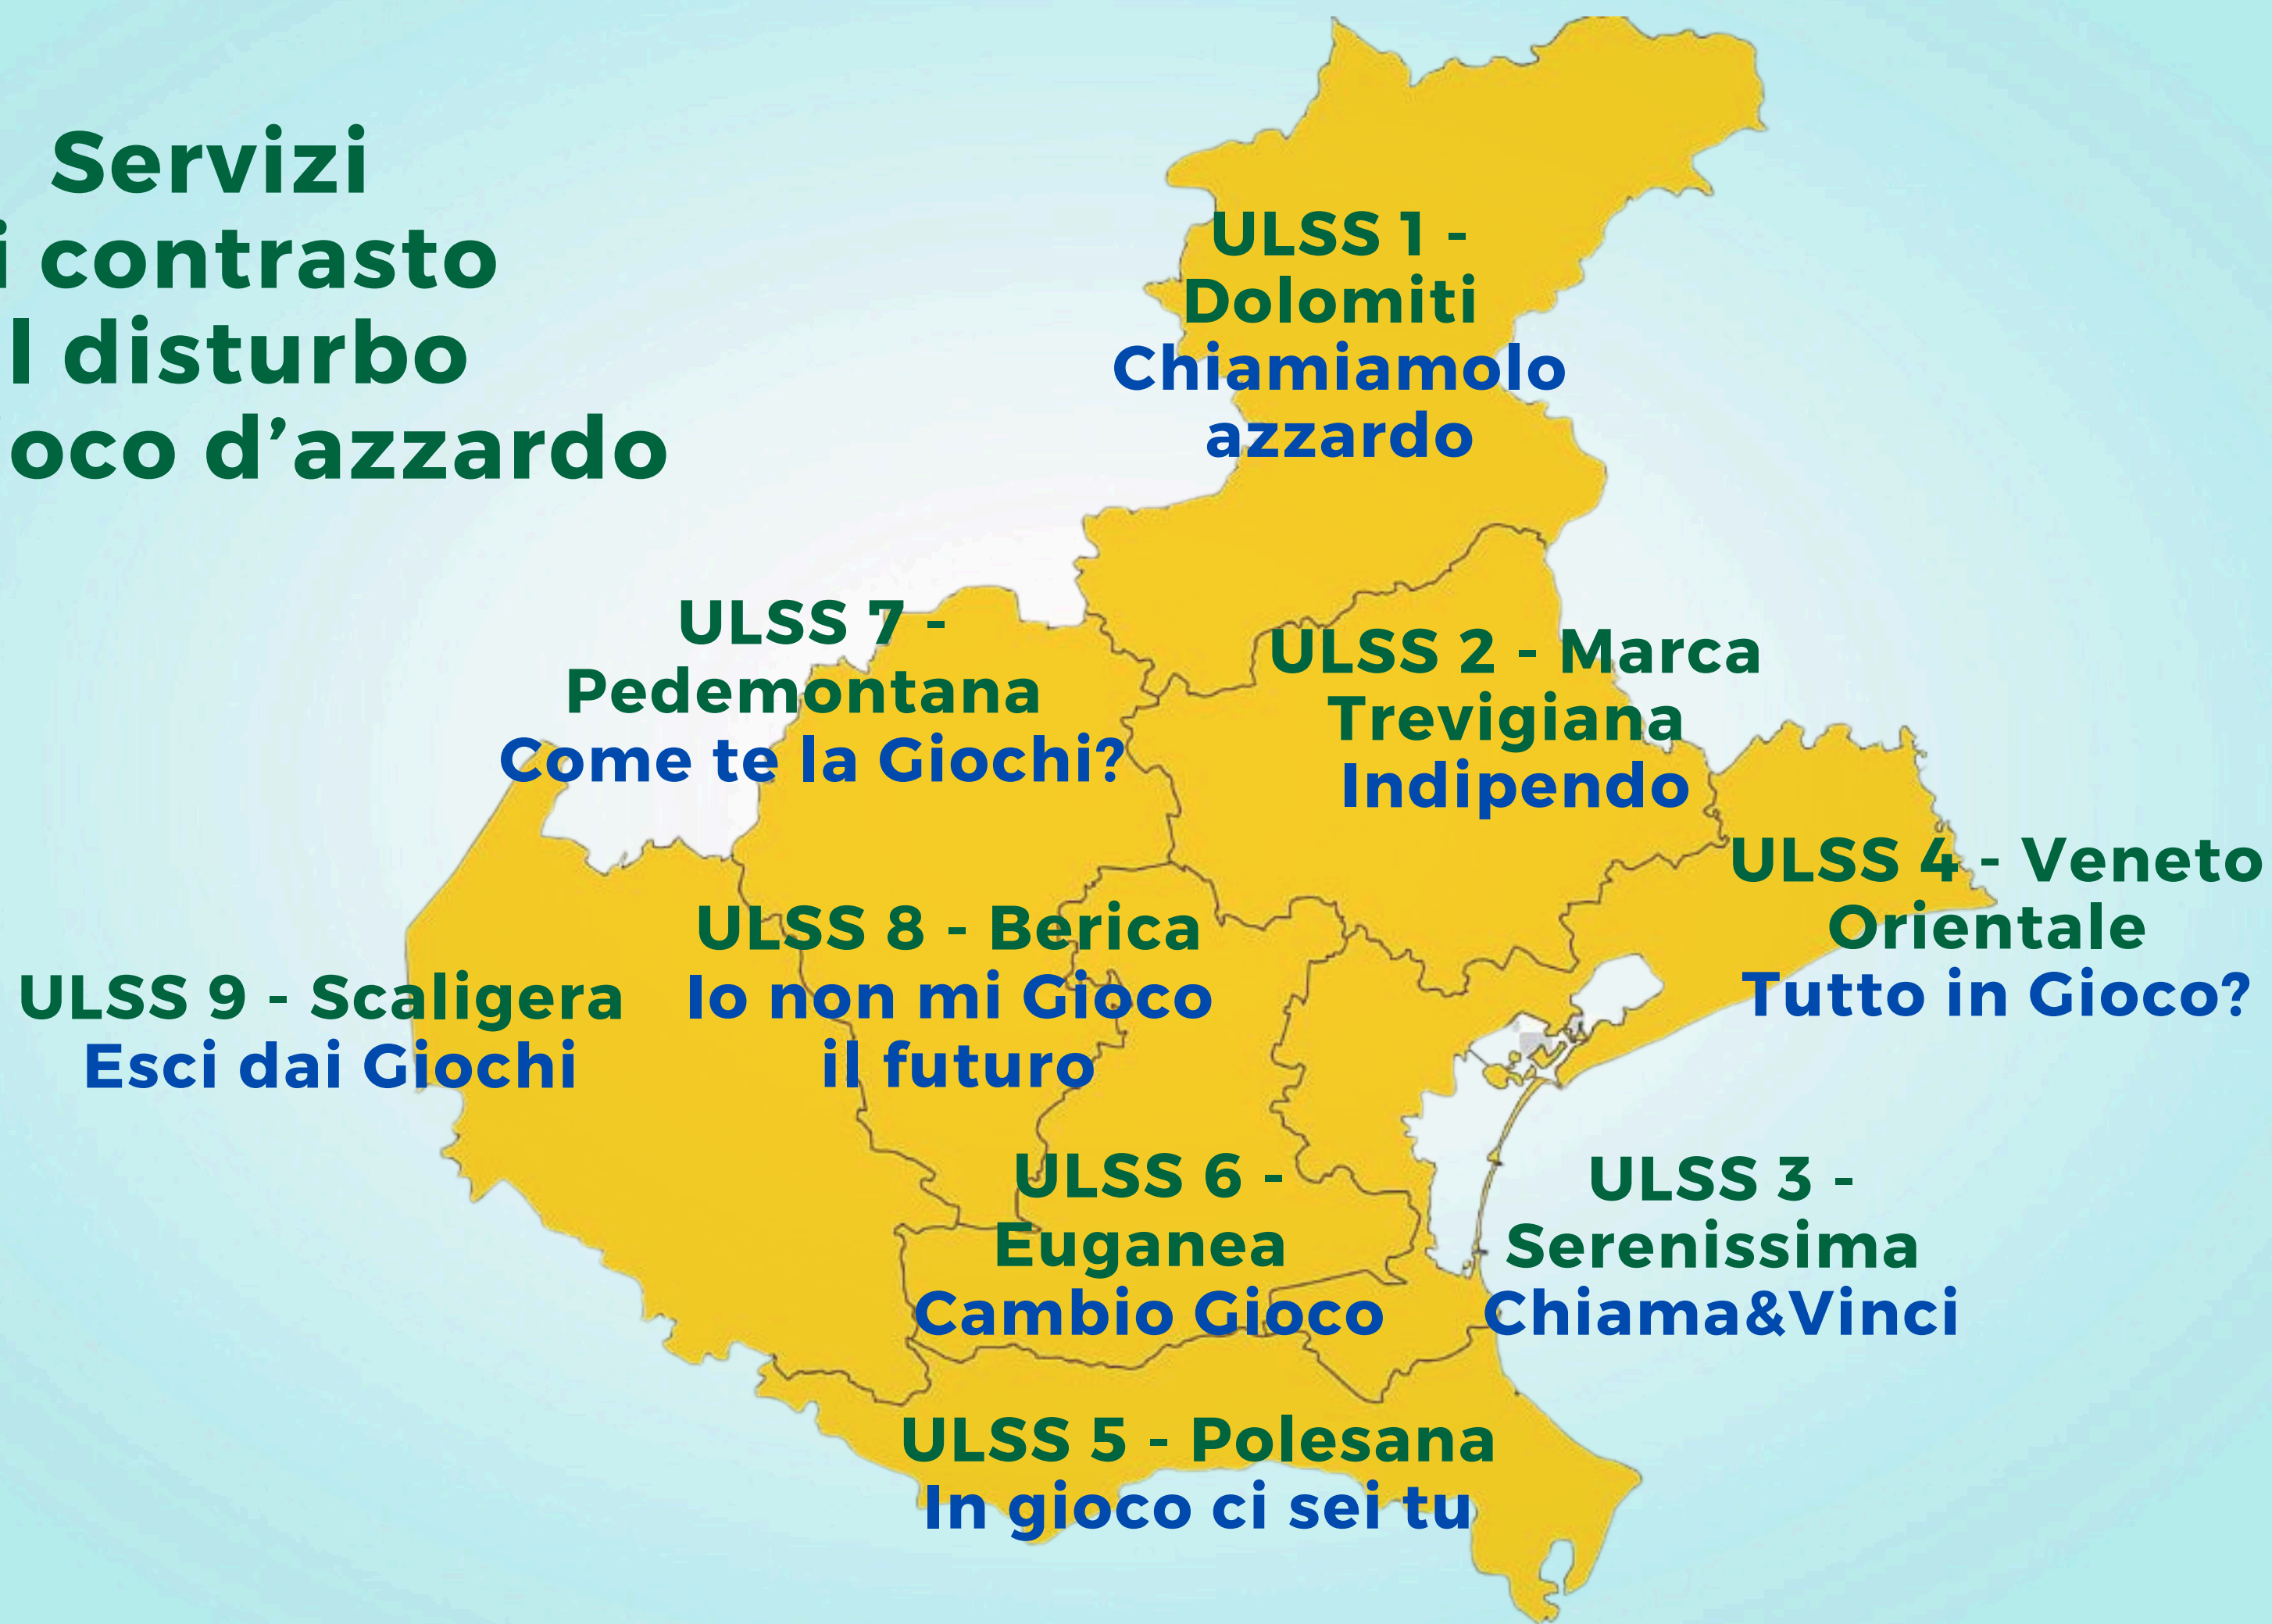 Servizi
i contrasto
l disturbo
oco d'azzardo
ULSS 1 -
Dolomiti
Chiamiamolo
azzardo
ULSS 7 -
Pedemontana
Come te la Giochi?
ULSS 2 - Marca
Trevigiana
Indipendo
ULSS 4 - Veneto
Orientale
Tutto in Gioco?
ULSS 8 - Berica
Io non mi Gioco
il futuro
ULSS 9 - Scaligera
Esci dai Giochi
ULSS 6 -
Euganea
Cambio Gioco
ULSS 3 -
Serenissima
Chiama&Vinci
ULSS 5 - Polesana
In gioco ci sei tu